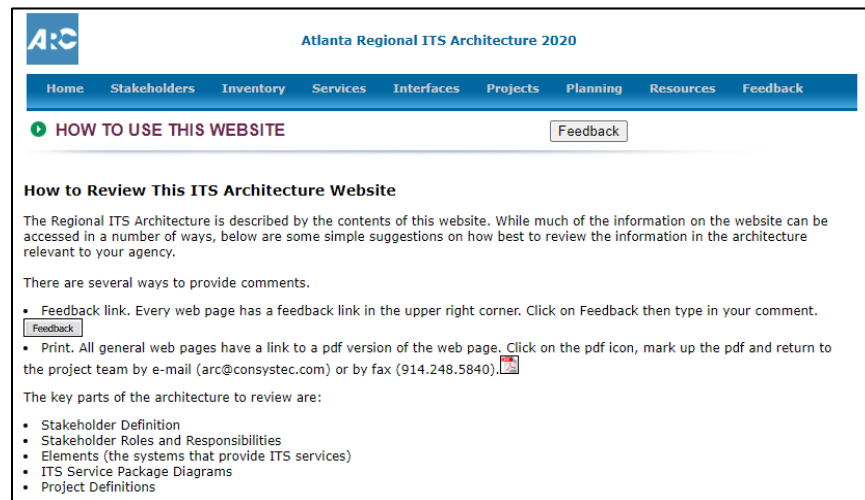 ARC
Atlanta Regional ITS Architecture 2020
Home Stakeholders Inventory Services Interfaces Projects Planning Resources Feedback
HOW TO USE THIS WEBSITE
Feedback
How to Review This ITS Architecture Website
The Regional ITS Architecture is described by the contents of this website. While much of the information on the website can be
accessed in a number of ways, below are some simple suggestions on how best to review the information in the architecture
relevant to your agency.
There are several ways to provide comments.
• Feedback link. Every web page has a feedback link in the upper right corner. Click on Feedback then type in your comment.
Feedback
• Print. All general web pages have a link to a pdf version of the web page. Click on the pdf icon, mark up the pdf and return to
the project team by e-mail (arc@consystec.com) or by fax (914.248.5840).
The key parts of the architecture to review are:
• Stakeholder Definition
• Stakeholder Roles and Responsibilities
• Elements (the systems that provide ITS services)
• ITS Service Package Diagrams
• Project Definitions